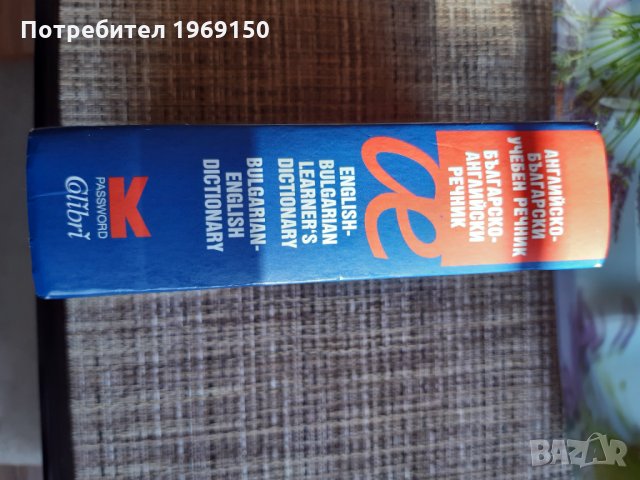 Потребител 1969150
АНГЛИЙСКО-
БЪЛГАРСКИ
УЧЕБЕН РЕЧНИК
БЪЛГАРСКО-
АНГЛИЙСКИ
РЕЧНИК
æ
ENGLISH-
BULGARIAN
LEARNER'S
DICTIONARY
BULGARIAN-
ENGLISH
DICTIONARY
K
PASSWORD
Colibri
BAZAR